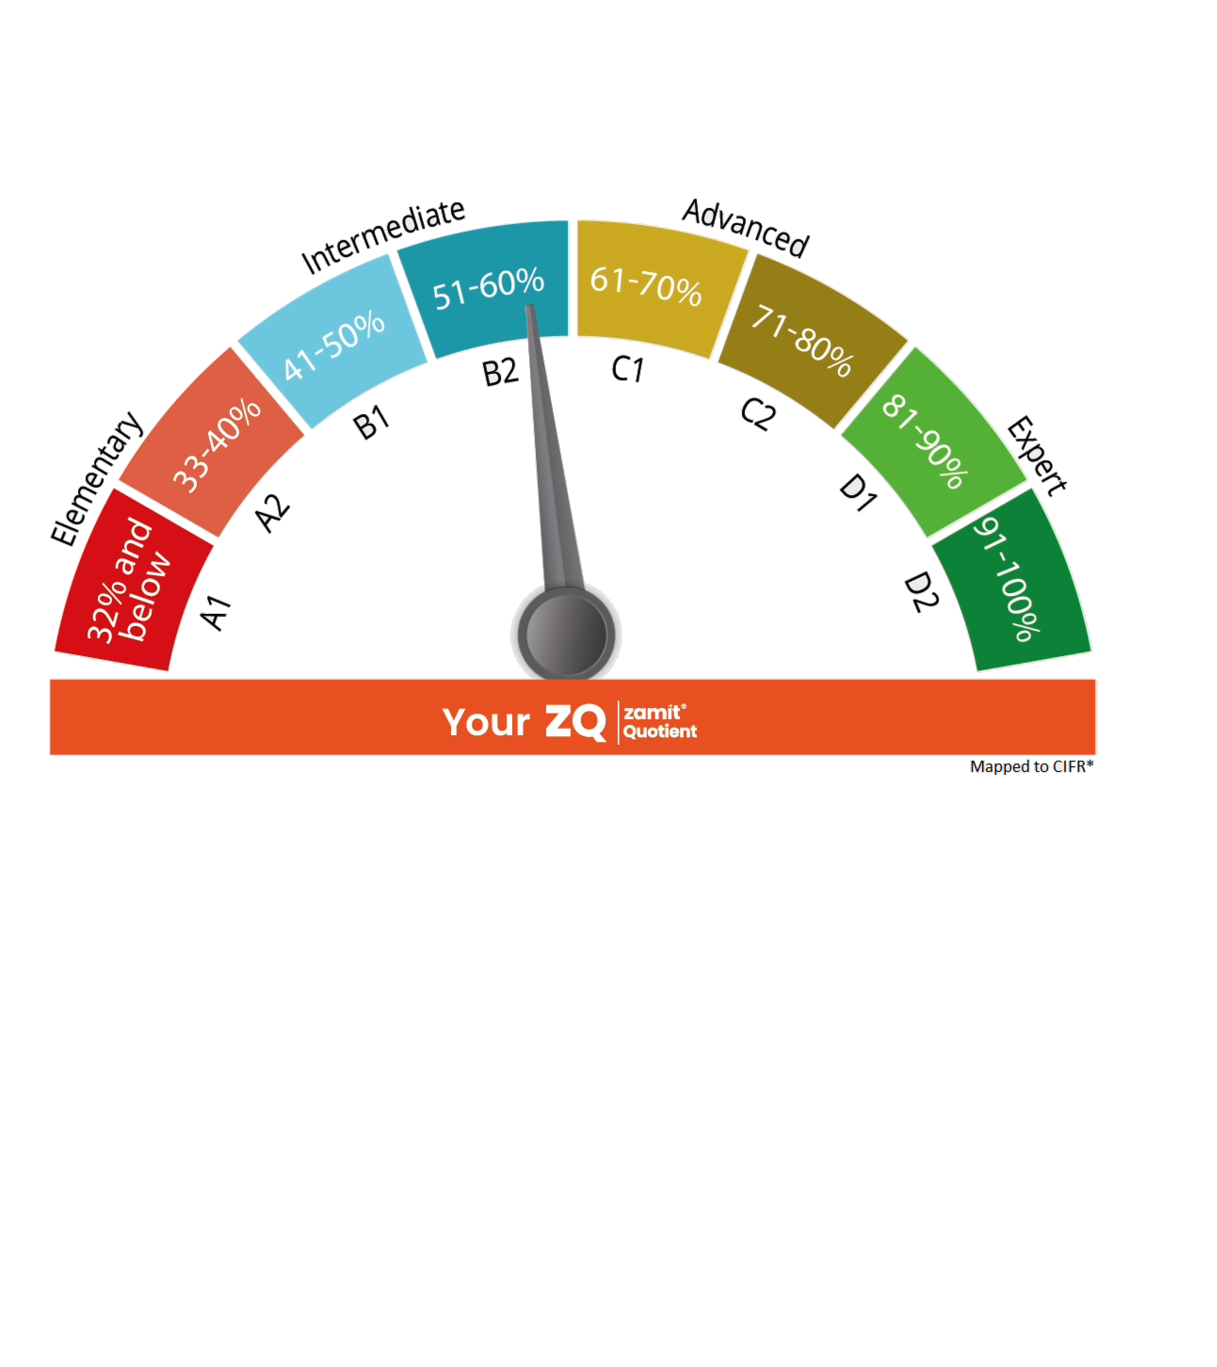 Elementary
Intermediate
Advanced
Expert
32% and
below
33-40%
41-50%
51-60%
61-70%
71-80%
81-90%
91-100%
A1
A2
B1
B2
C1
C2
D1
D2
Your ZQ zamit®
Quotient
Mapped to CIFR*